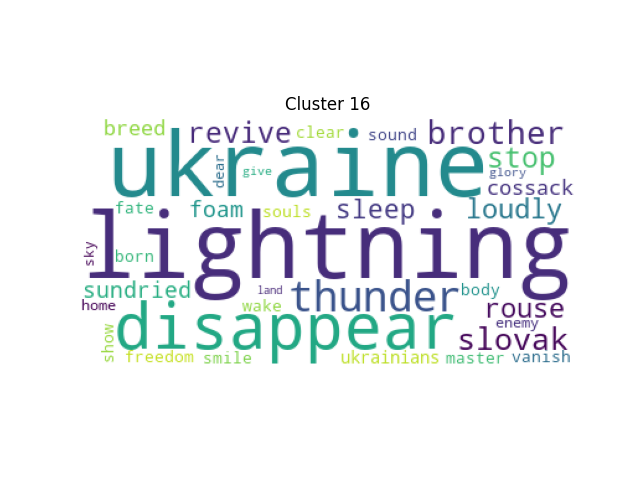 Cluster 16
breed
revive
clear
sound
brother
ukraine
stop
dear
give
glory
cossack
fate
foam
souls
sleep
loudly
lightning
sky
born
sundried
land
thunder
body
home
wake
rouse
disappear
enemy
slovak
show
freedom
smile
ukrainians
master
vanish